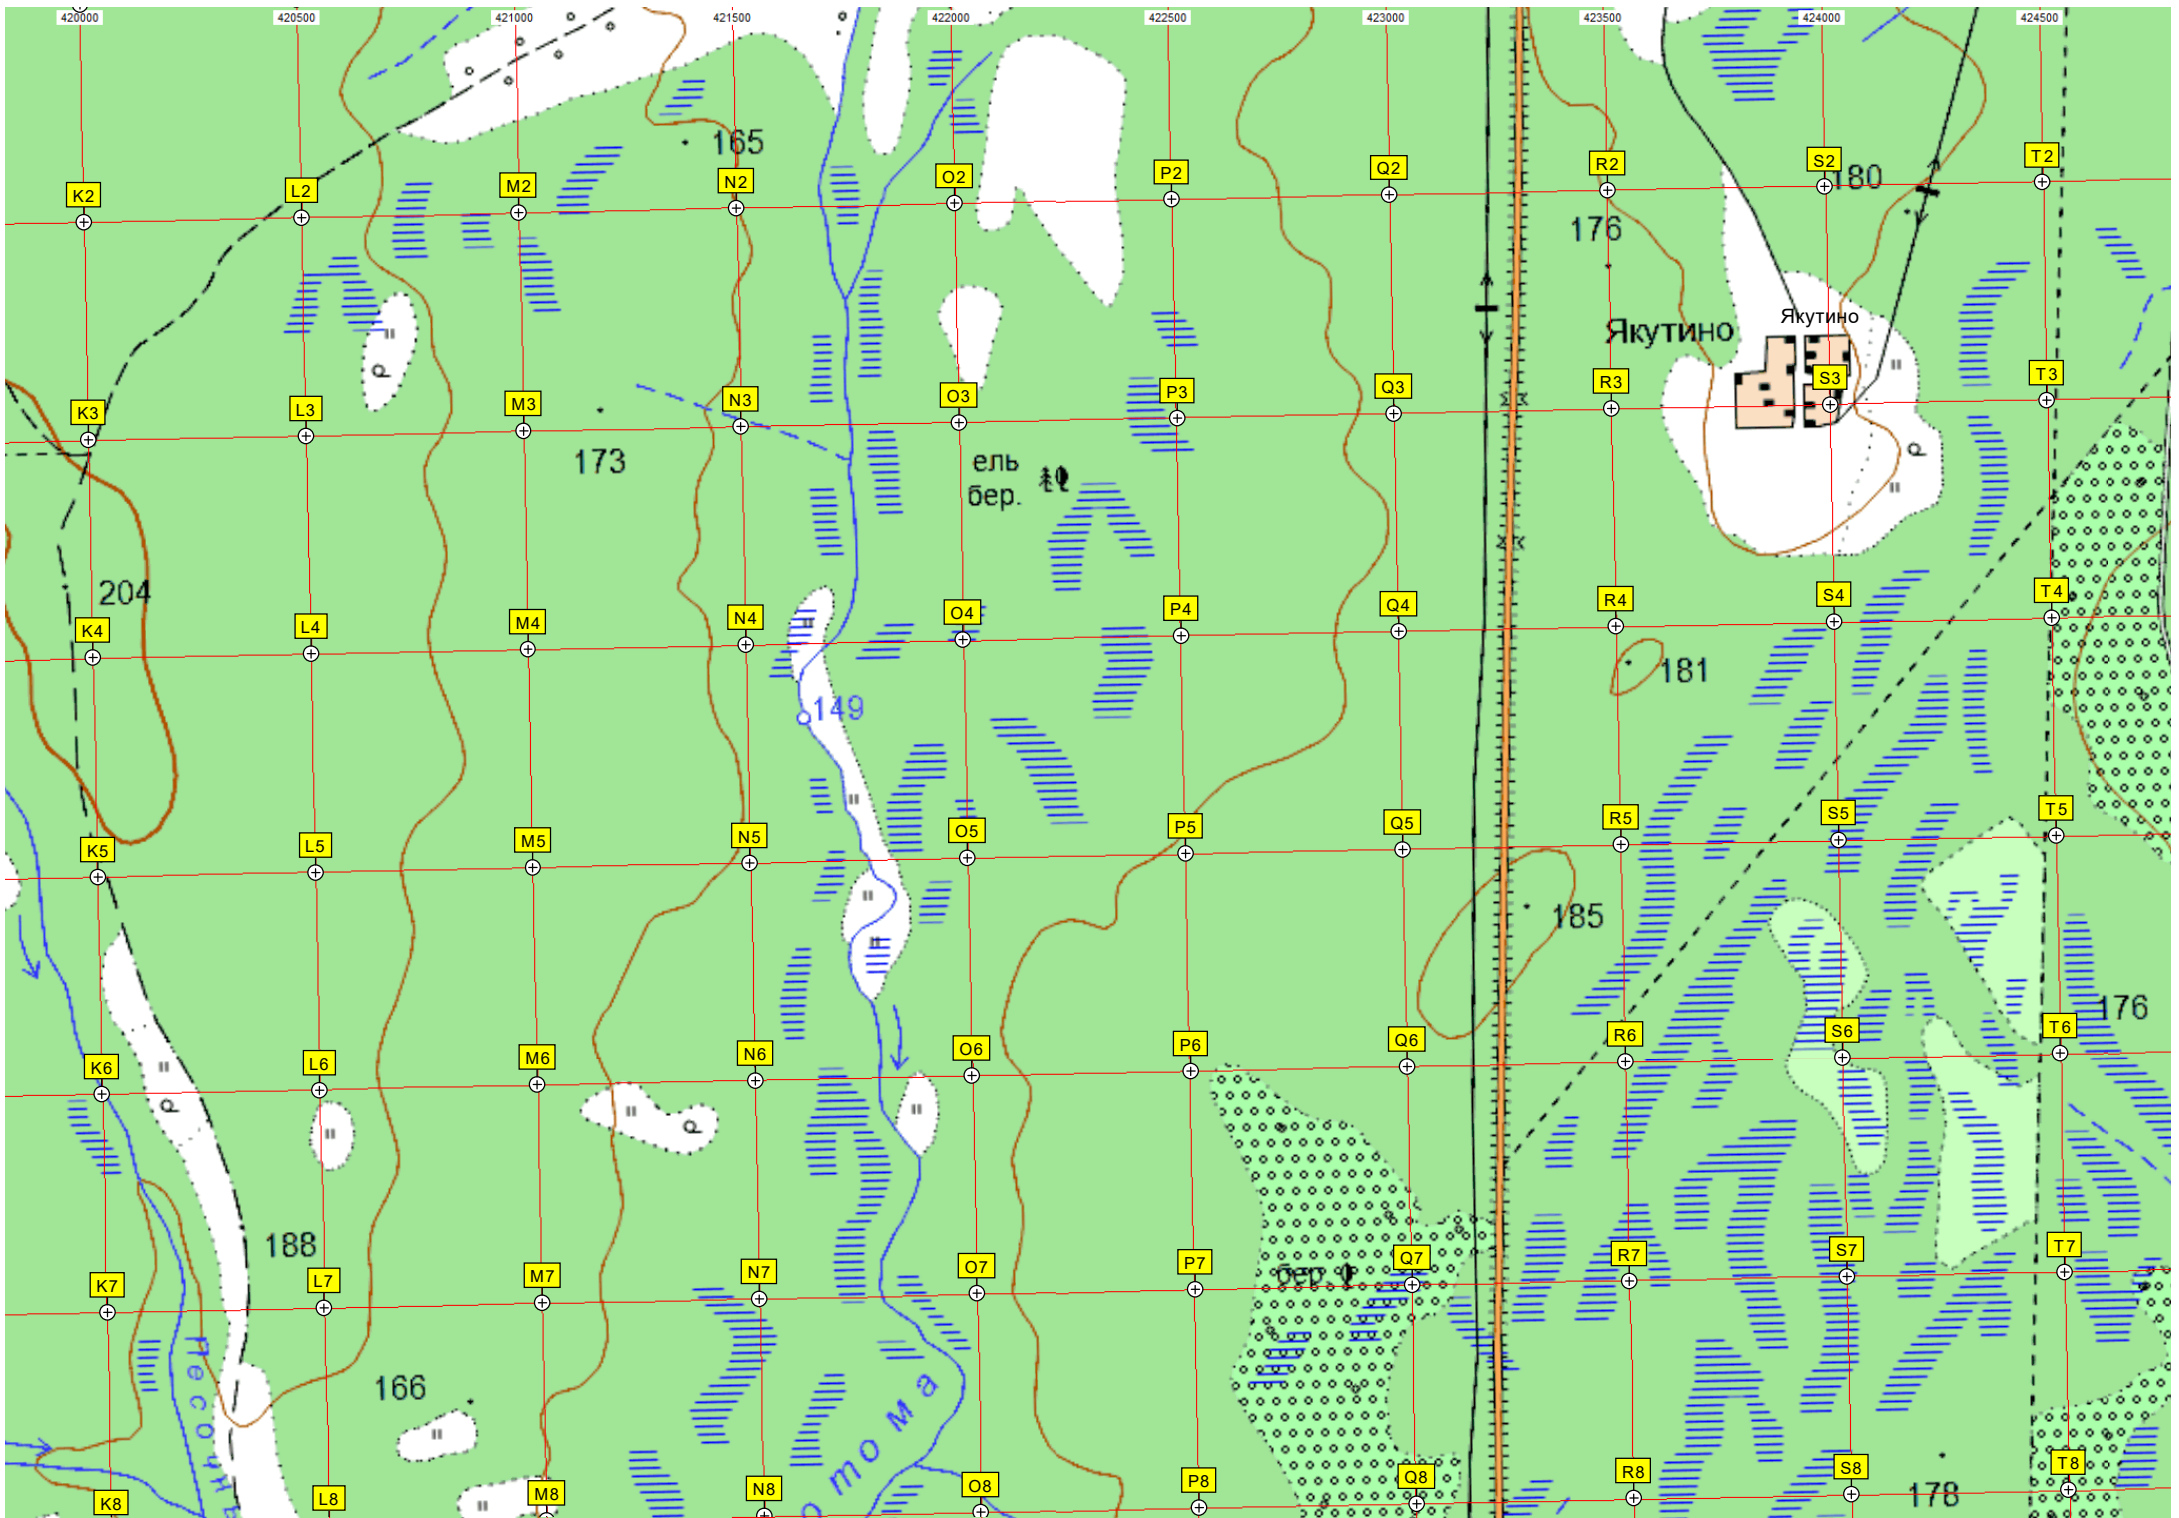 420000 420500 421000 421500 422000 422500 423000 423500 424000 424500
165
K2 L2 M2 N2 O2 P2 Q2 R2 S2 T2
180
176
Якутино
Якутино
K3 L3 M3 N3 O3 P3 Q3 R3 S3 T3
173
ель
бер.
204
K4 L4 M4 N4 O4 P4 Q4 R4 S4 T4
181
149
K5 L5 M5 N5 O5 P5 Q5 R5 S5 T5
185
176
K6 L6 M6 N6 O6 P6 Q6 R6 S6 T6
188
бер.
K7 L7 M7 N7 O7 P7 Q7 R7 S7 T7
166
K8 L8 M8 N8 O8 P8 Q8 R8 S8 T8
178